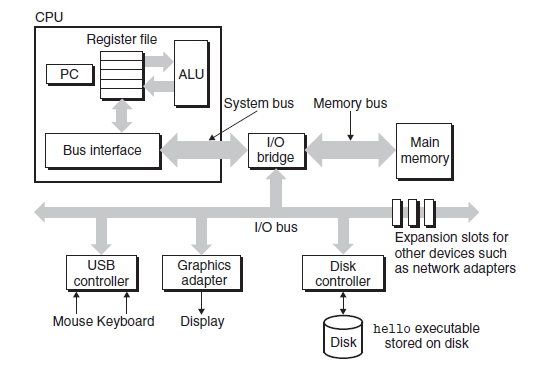 CPU
Register file
PC
ALU
System bus
Memory bus
Bus interface
I/O
bridge
Main
memory
I/O bus
Expansion slots for
other devices such
as network adapters
USB
controller
Graphics
adapter
Disk
controller
Mouse Keyboard
Display
Disk
hello executable
stored on disk